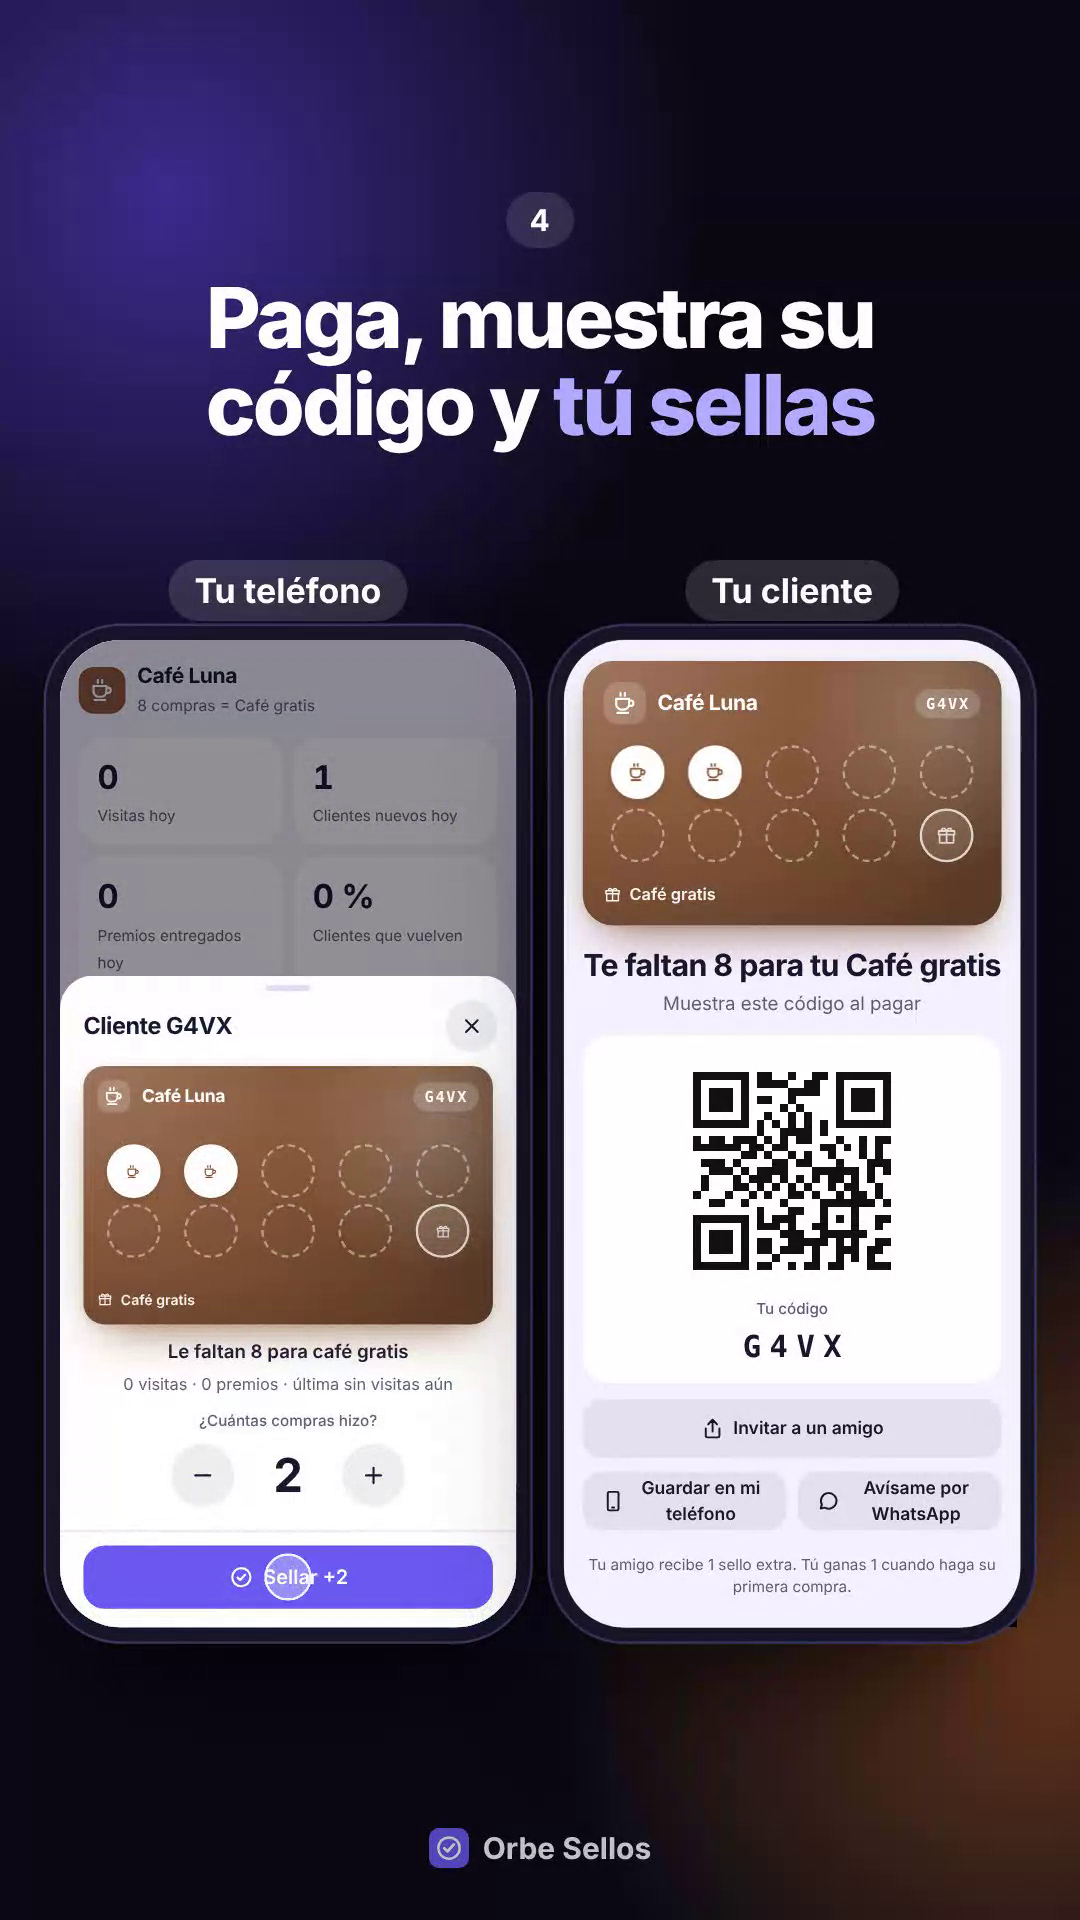 4
Paga, muestra su
código y tú sellas
Tu teléfono
Café Luna
8 compras = Café gratis
0
Visitas hoy
1
Clientes nuevos hoy
0
Premios entregados
hoy
0 %
Clientes que vuelven
Cliente G4VX
Café Luna
G4VX
Café gratis
Le faltan 8 para café gratis
0 visitas · 0 premios · última sin visitas aún
¿Cuántas compras hizo?
2
Sellar +2
Tu cliente
Café Luna
G4VX
Café gratis
Te faltan 8 para tu Café gratis
Muestra este código al pagar
Tu código
G4VX
Invitar a un amigo
Guardar en mi
teléfono
Avísame por
WhatsApp
Tu amigo recibe 1 sello extra. Tú ganas 1 cuando haga su
primera compra.
Orbe Sellos